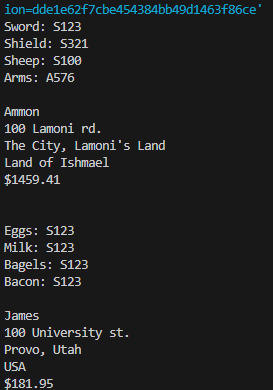 ion=dde1e62f7cbe454384bb49d1463f86ce'
Sword: S123
Shield: S321
Sheep: S100
Arms: A576
Ammon
100 Lamoni rd.
The City, Lamoni's Land
Land of Ishmael
$1459.41
Eggs: S123
Milk: S123
Bagels: S123
Bacon: S123
James
100 University st.
Provo, Utah
USA
$181.95